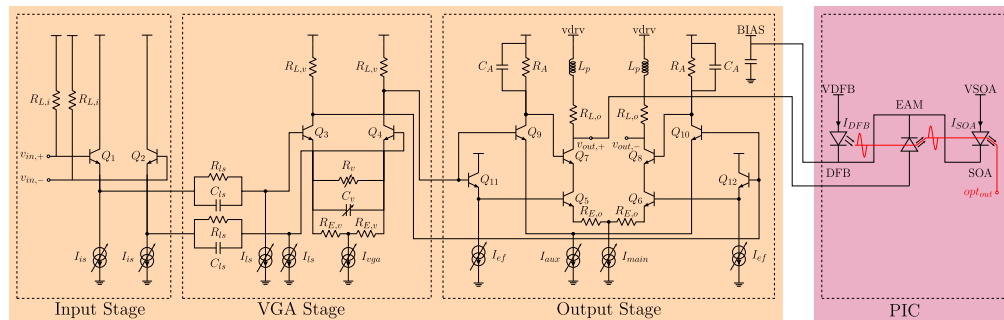 vdrv
vdrv
BIAS
C_A
R_A
L_p
L_p
R_A
C_A
R_{L,v}
R_{L,v}
VDFB
VSOA
R_{L,i}
R_{L,i}
R_{L,o}
R_{L,o}
EAM
I_{DFB}
I_{SOA}
Q_3
Q_4
Q_9
Q_{10}
v_{in,+}
Q_1
Q_2
v_{out,+}
v_{out,-}
Q_7
Q_8
v_{in,-}
R_{ls}
R_v
Q_{11}
Q_{12}
DFB
SOA
C_{ls}
C_v
Q_5
Q_6
opt_{out}
R_{ls}
R_{E,v}
R_{E,v}
R_{E,o}
R_{E,o}
C_{ls}
I_{is}
I_{is}
I_{ls}
I_{ls}
I_{vga}
I_{ef}
I_{aux}
I_{main}
I_{ef}
Input Stage
VGA Stage
Output Stage
PIC